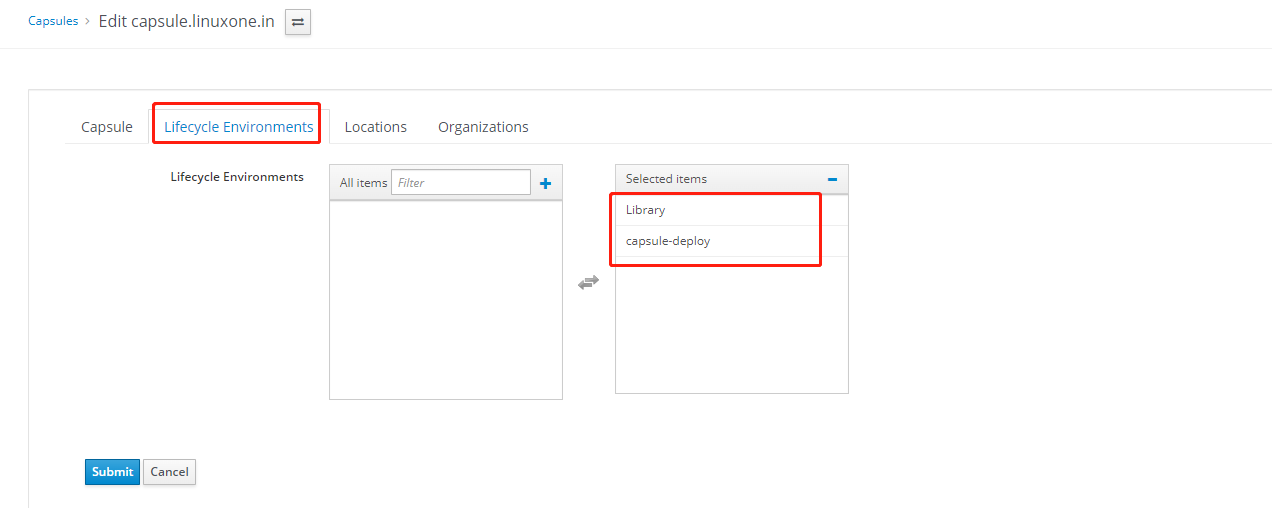 Capsules › Edit capsule.linuxone.in
Capsule Lifecycle Environments Locations Organizations
Lifecycle Environments
All items Filter
Selected items
Library
capsule-deploy
Submit Cancel